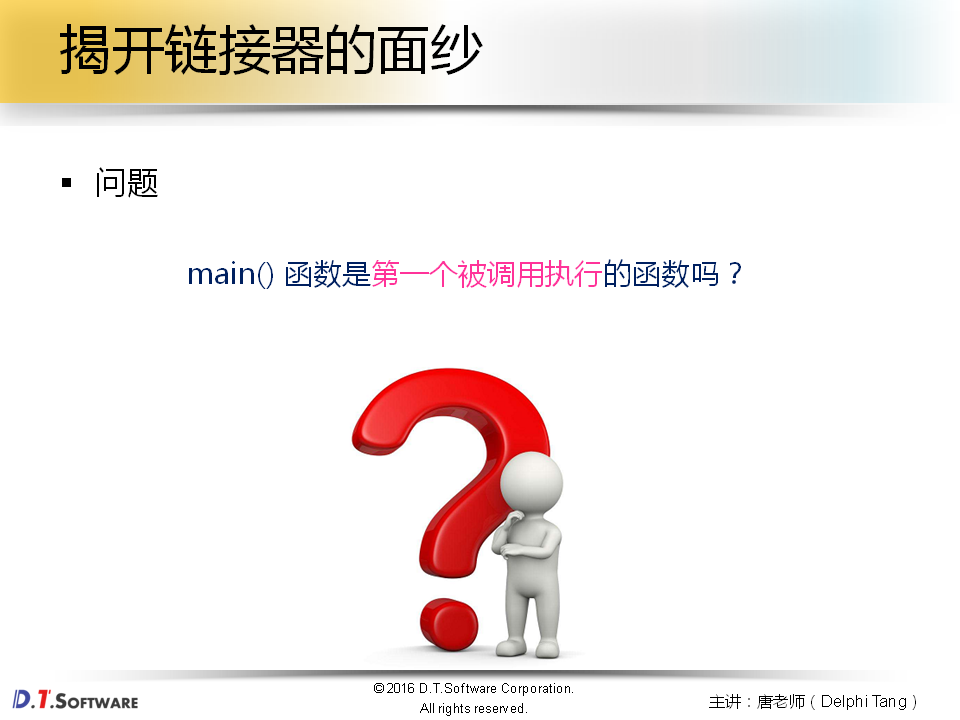 揭开链接器的面纱
问题
main() 函数是第一个被调用执行的函数吗？
D.T.SOFTWARE
©2016 D.T.Software Corporation.
All rights reserved.
主讲：唐老师（Delphi Tang）